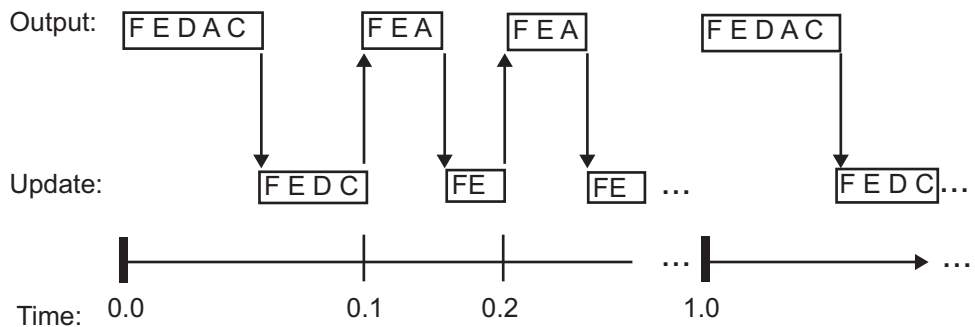 Output: F E D A C F E A F E A F E D A C
Update: F E D C FE FE ... F E D C ...
... ...
Time: 0.0 0.1 0.2 1.0